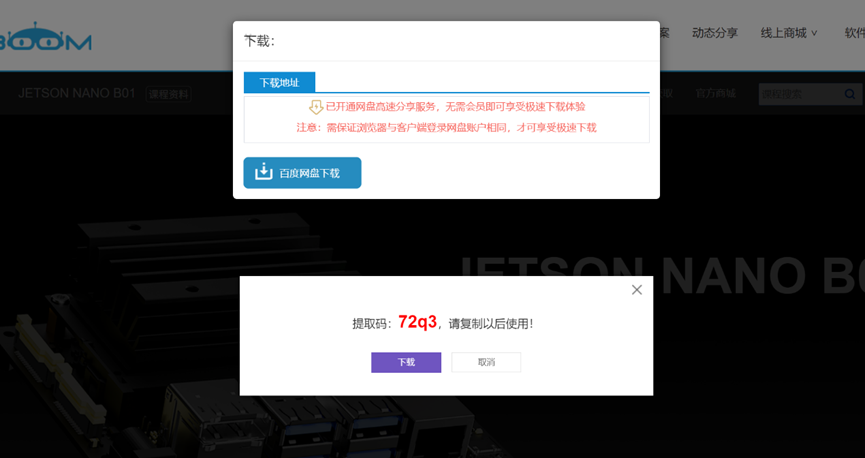 BOOM
案
动态分享
线上商城
软件
JETSON NANO B01
课程资料
官方商城
课程搜索
下载：
下载地址
已开通网盘高速分享服务，无需会员即可享受极速下载体验
注意：需保证浏览器与客户端登录网盘账户相同，才可享受极速下载
百度网盘下载
JETSON NANO B0
提取码：72q3，请复制以后使用！
下载
取消